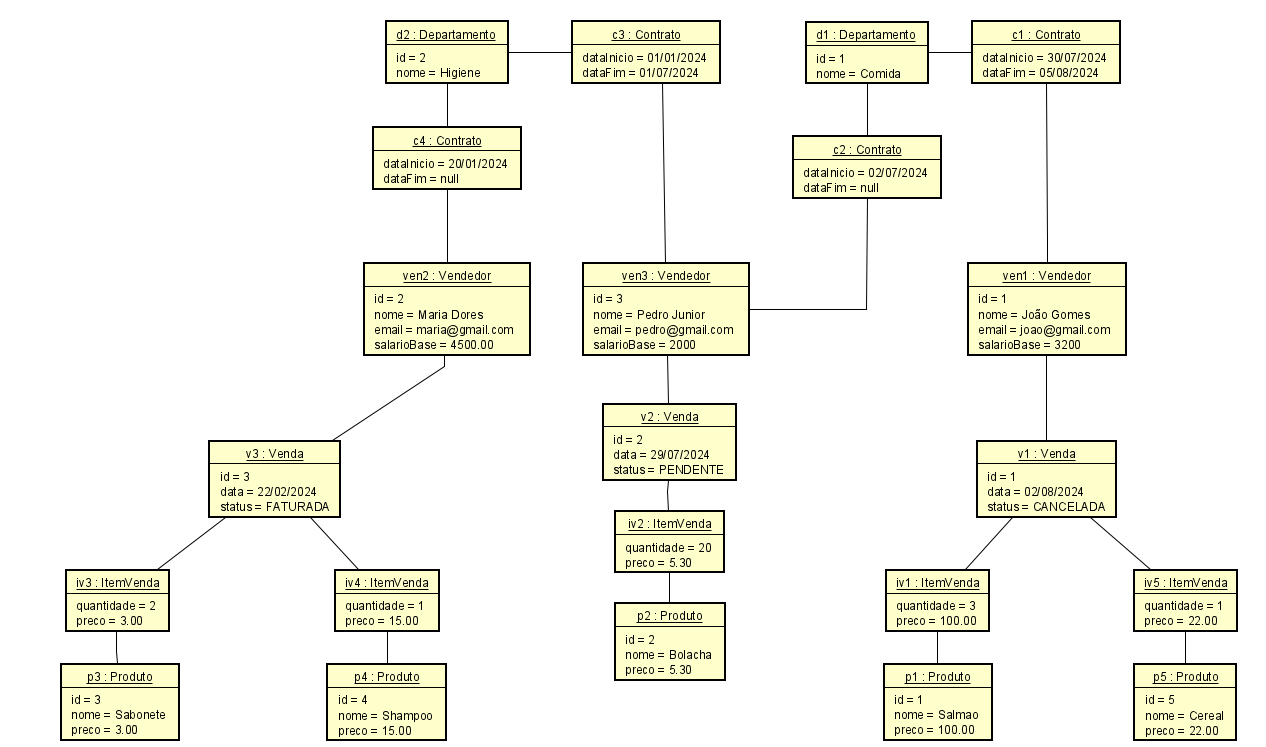 d2 : Departamento
id = 2
nome = Higiene
c3 : Contrato
dataInicio = 01/01/2024
dataFim = 01/07/2024
d1 : Departamento
id = 1
nome = Comida
c1 : Contrato
dataInicio = 30/07/2024
dataFim = 05/08/2024
c4 : Contrato
dataInicio = 20/01/2024
dataFim = null
c2 : Contrato
dataInicio = 02/07/2024
dataFim = null
ven2 : Vendedor
id = 2
nome = Maria Dores
email = maria@gmail.com
salarioBase = 4500.00
ven3 : Vendedor
id = 3
nome = Pedro Junior
email = pedro@gmail.com
salarioBase = 2000
ven1 : Vendedor
id = 1
nome = João Gomes
email = joao@gmail.com
salarioBase = 3200
v3 : Venda
id = 3
data = 22/02/2024
status = FATURADA
v2 : Venda
id = 2
data = 29/07/2024
status = PENDENTE
v1 : Venda
id = 1
data = 02/08/2024
status = CANCELADA
iv3 : ItemVenda
quantidade = 2
preco = 3.00
iv4 : ItemVenda
quantidade = 1
preco = 15.00
iv2 : ItemVenda
quantidade = 20
preco = 5.30
iv1 : ItemVenda
quantidade = 3
preco = 100.00
iv5 : ItemVenda
quantidade = 1
preco = 22.00
p3 : Produto
id = 3
nome = Sabonete
preco = 3.00
p4 : Produto
id = 4
nome = Shampoo
preco = 15.00
p2 : Produto
id = 2
nome = Bolacha
preco = 5.30
p1 : Produto
id = 1
nome = Salmao
preco = 100.00
p5 : Produto
id = 5
nome = Cereal
preco = 22.00